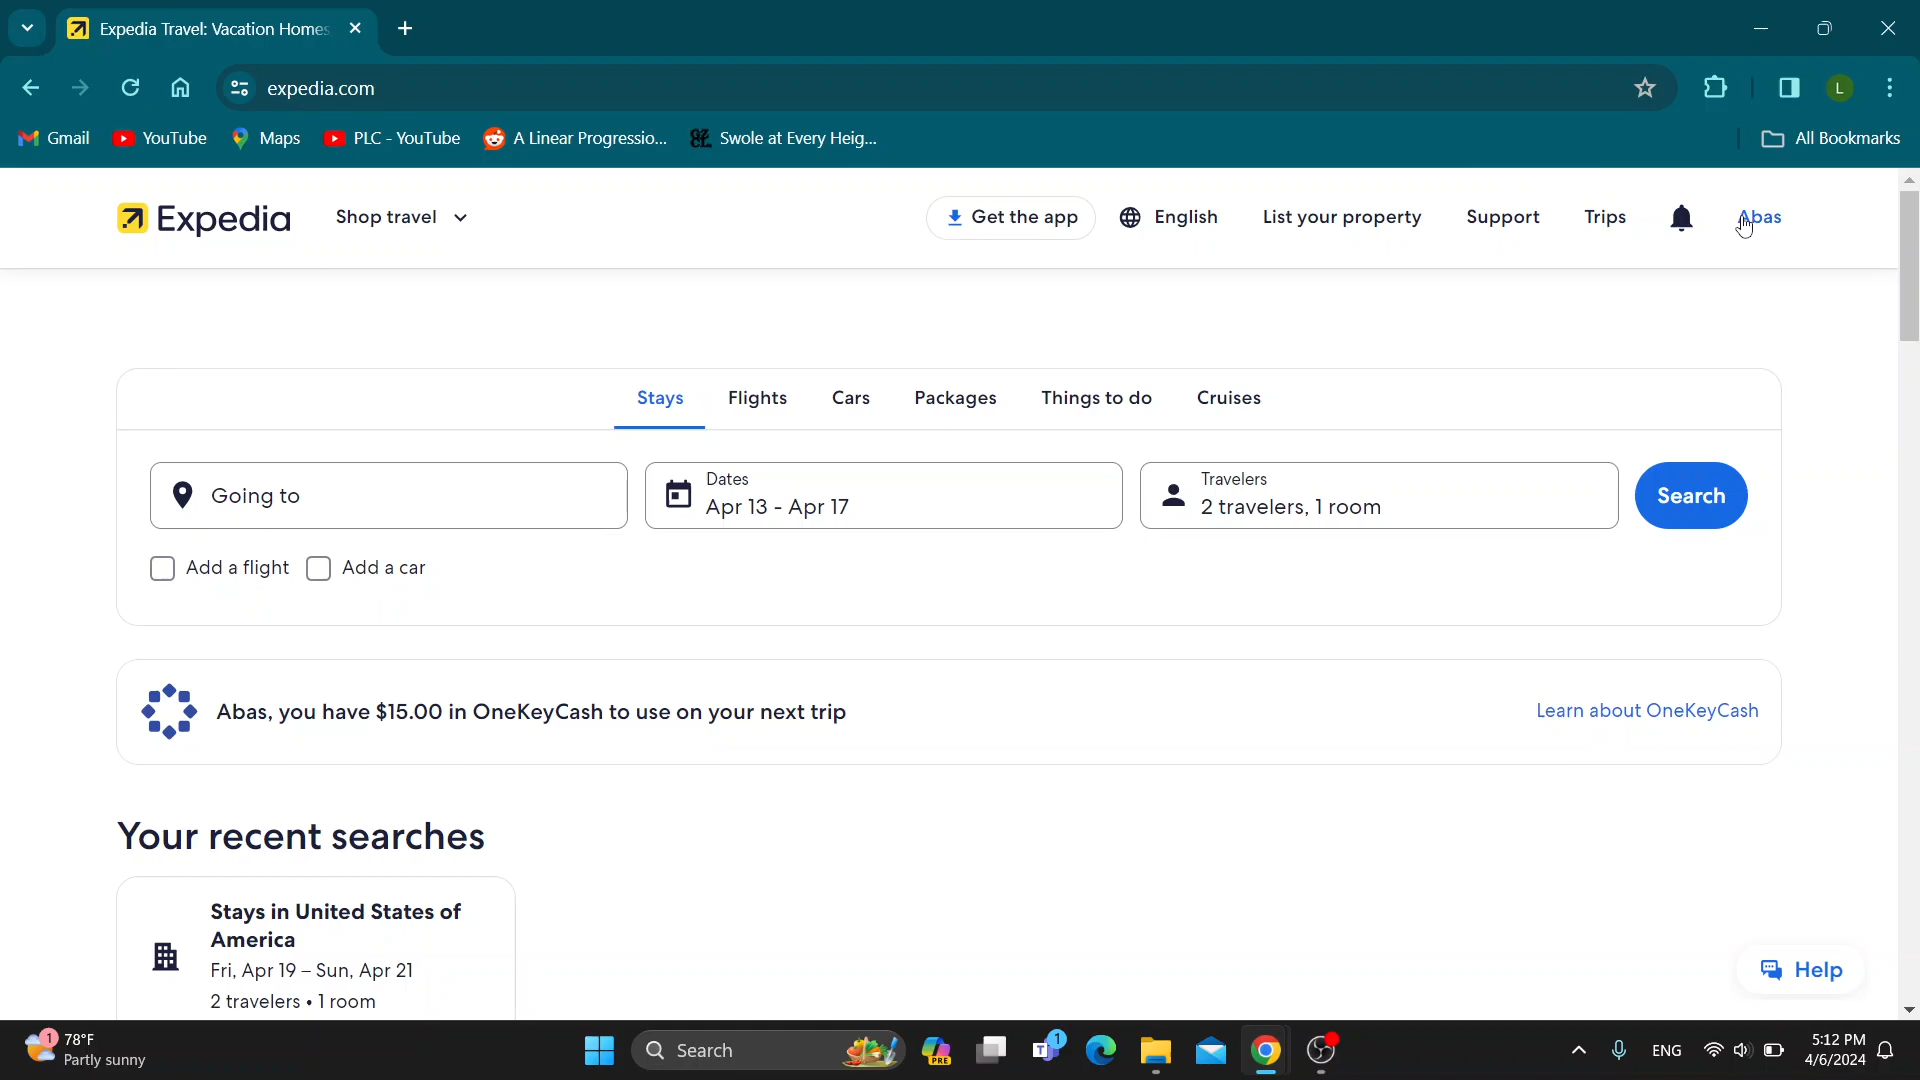 Expedia Travel: Vacation Homes
expedia.com
Gmail YouTube Maps PLC - YouTube A Linear Progressio... Swole at Every Heig... All Bookmarks
L
Expedia Shop travel Get the app English List your property Support Trips Abas
Stays Flights Cars Packages Things to do Cruises
Going to
Dates
Apr 13 - Apr 17
Travelers
2 travelers, 1 room
Search
Add a flight Add a car
Abas, you have $15.00 in OneKeyCash to use on your next trip
Learn about OneKeyCash
Your recent searches
Stays in United States of
America
Fri, Apr 19 – Sun, Apr 21
2 travelers • 1 room
Help
1
78°F
Partly sunny
Search
PRE
1
ENG
5:12 PM
4/6/2024